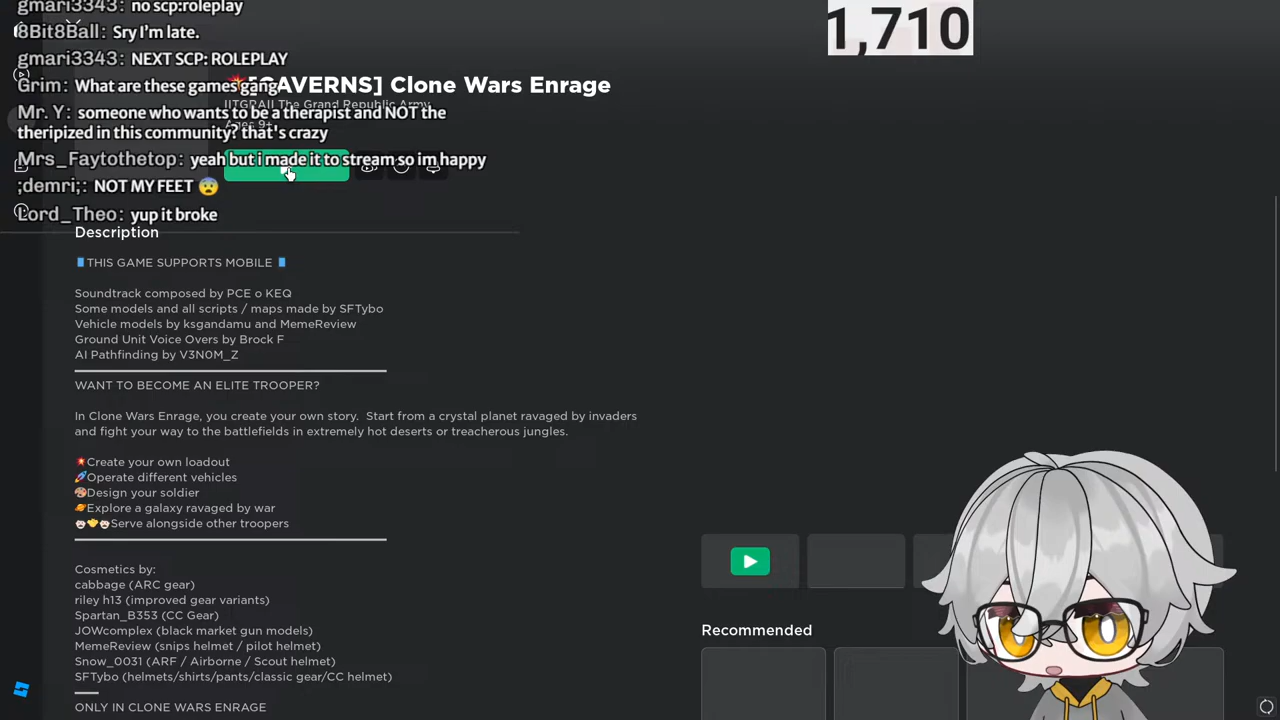 gmari3343: no scp:roleplay
8Bit8Ball: Sry I'm late.
gmari3343: NEXT SCP: ROLEPLAY
Grim: What are these games gang
Mr. Y: someone who wants to be a therapist and NOT the
theripized in this community? that's crazy
Mrs_Faytothetop: yeah but i made it to stream so im happy
;demri;: NOT MY FEET 😨
Lord_Theo: yup it broke
1,710
💥[CAVERNS] Clone Wars Enrage
The Grand Republic Army
Ages 9+
Description
📘THIS GAME SUPPORTS MOBILE 📘
Soundtrack composed by PCE o KEQ
Some models and all scripts / maps made by SFTybo
Vehicle models by ksgandamu and MemeReview
Ground Unit Voice Overs by Brock F
AI Pathfinding by V3N0M_Z
WANT TO BECOME AN ELITE TROOPER?
In Clone Wars Enrage, you create your own story.  Start from a crystal planet ravaged by invaders
and fight your way to the battlefields in extremely hot deserts or treacherous jungles.
💥Create your own loadout
🚀Operate different vehicles
🎨Design your soldier
🪐Explore a galaxy ravaged by war
Serve alongside other troopers
Cosmetics by:
cabbage (ARC gear)
riley h13 (improved gear variants)
Spartan_B353 (CC Gear)
JOWcomplex (black market gun models)
MemeReview (snips helmet / pilot helmet)
Snow_0031 (ARF / Airborne / Scout helmet)
SFTybo (helmets/shirts/pants/classic gear/CC helmet)
ONLY IN CLONE WARS ENRAGE
Recommended